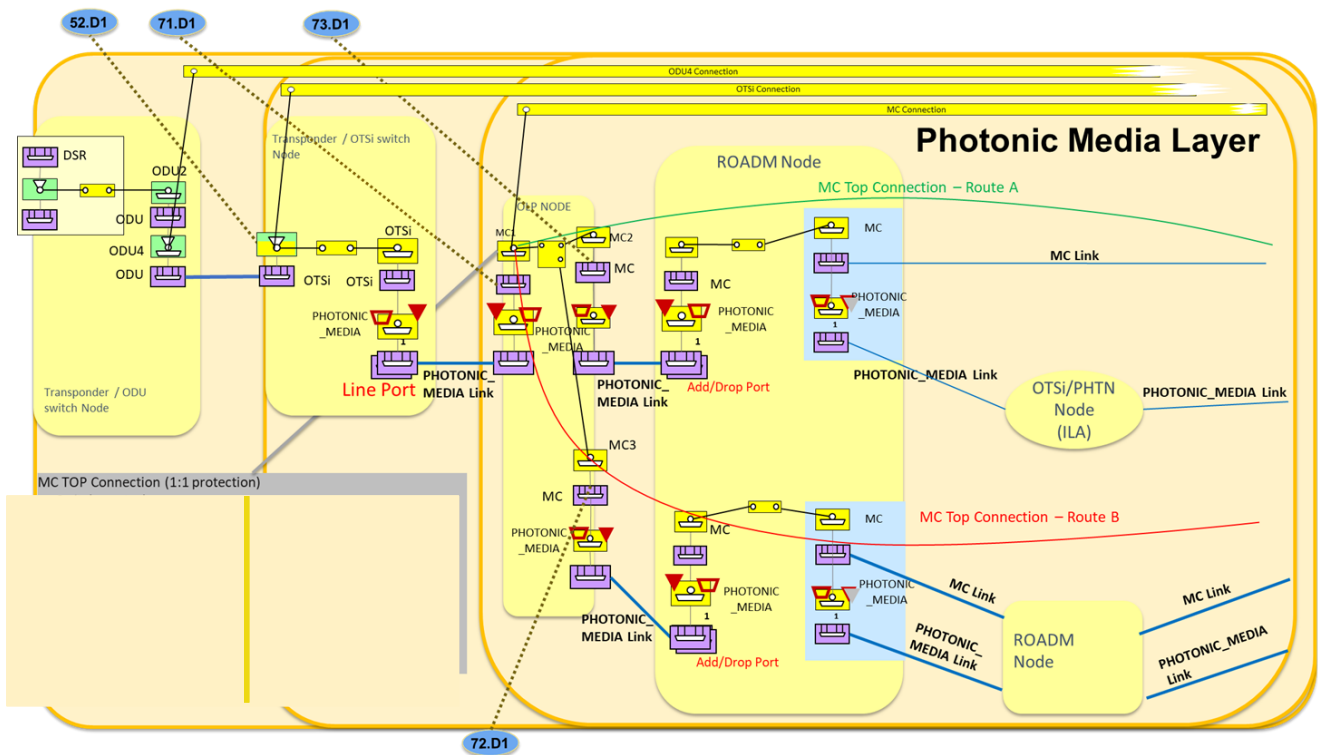 52.D1
71.D1
73.D1
ODU4 Connection
OTSi Connection
MC Connection
Photonic Media Layer
Transponder / OTSi switch
Node
ROADM Node
DSR
ODU2
ODU
ODU4
ODU
OTSi
OTSi
OTSi
PHOTONIC
_MEDIA
1
Line Port
Transponder / ODU
switch Node
PHOTONIC_
MEDIA Link
OLP NODE
MC1
MC2
MC
PHOTONIC
_MEDIA
PHOTONIC_
MEDIA Link
MC
PHOTONIC
_MEDIA
1
Add/Drop Port
MC Top Connection – Route A
MC
MC Link
PHOTONIC
_MEDIA
1
PHOTONIC_MEDIA Link
OTSi/PHTN
Node
(ILA)
PHOTONIC_MEDIA Link
MC TOP Connection (1:1 protection)
MC3
MC
PHOTONIC
_MEDIA
PHOTONIC_
MEDIA Link
MC
PHOTONIC
_MEDIA
1
Add/Drop Port
MC
MC Top Connection – Route B
PHOTONIC
_MEDIA
1
MC Link
PHOTONIC_
MEDIA Link
ROADM
Node
MC Link
PHOTONIC_MEDIA
Link
72.D1